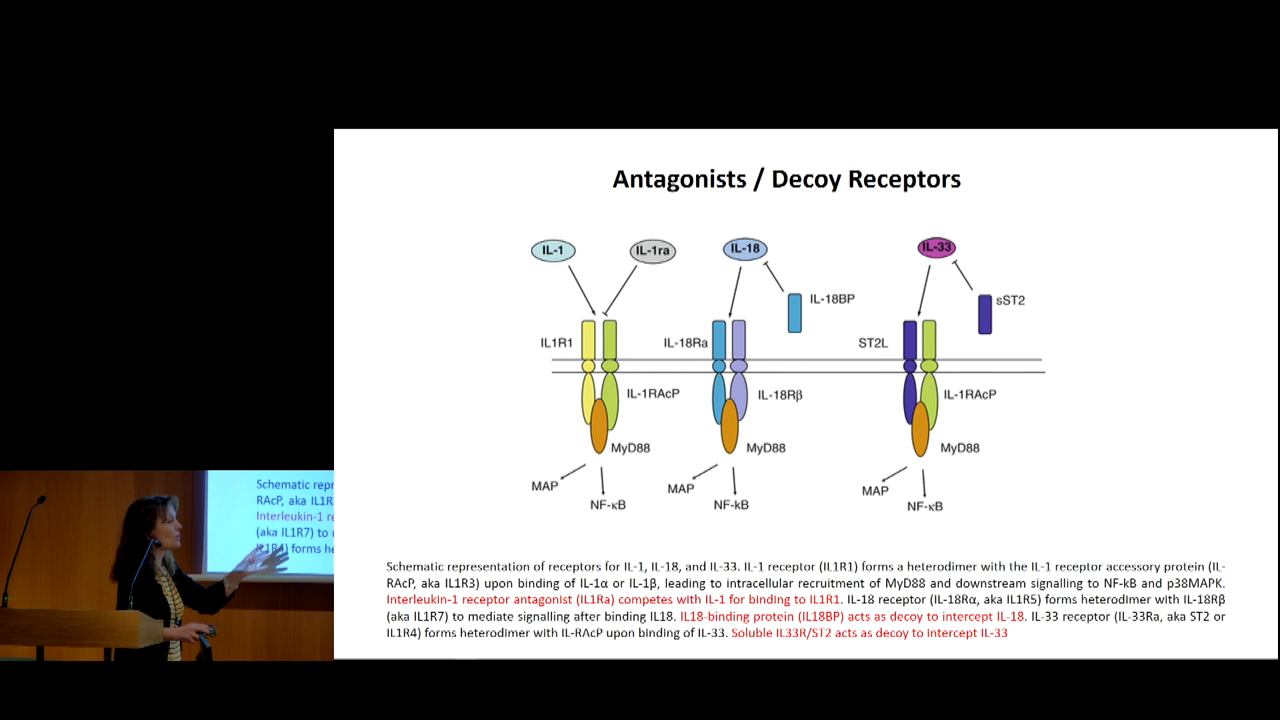 Antagonists / Decoy Receptors
IL-1
IL-1ra
IL-18
IL-33
IL-18BP
sST2
IL1R1
IL-18Ra
ST2L
IL-1RAcP
IL-18Rβ
IL-1RAcP
MyD88
MyD88
MyD88
MAP
NF-κB
MAP
NF-kB
MAP
NF-κB
Schematic representation of receptors for IL-1, IL-18, and IL-33. IL-1 receptor (IL1R1) forms a heterodimer with the IL-1 receptor accessory protein (IL-
RAcP, aka IL1R3) upon binding of IL-1α or IL-1β, leading to intracellular recruitment of MyD88 and downstream signalling to NF-kB and p38MAPK.
Interleukin-1 receptor antagonist (IL1Ra) competes with IL-1 for binding to IL1R1. IL-18 receptor (IL-18Rα, aka IL1R5) forms heterodimer with IL-18Rβ
(aka IL1R7) to mediate signalling after binding IL18. IL18-binding protein (IL18BP) acts as decoy to intercept IL-18. IL-33 receptor (IL-33Ra, aka ST2 or
IL1R4) forms heterodimer with IL-RAcP upon binding of IL-33. Soluble IL33R/ST2 acts as decoy to intercept IL-33
Schematic repr
RAcP, aka IL1R
Interleukin-1 re
(aka IL1R7) to
IL1R4) forms he